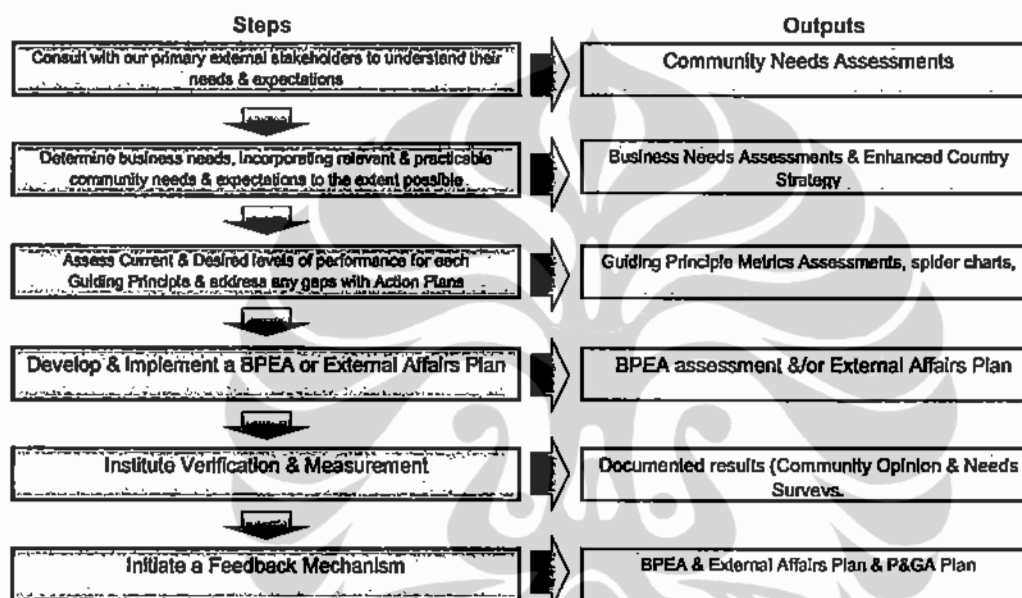 Steps
Outputs
Consult with our primary external stakeholders to understand their
needs & expectations
Community Needs Assessments
Determine business needs, incorporating relevant & practicable
community needs & expectations to the extent possible
Business Needs Assessments & Enhanced Country
Strategy
Assess Current & Desired levels of performance for each
Guiding Principle & address any gaps with Action Plans
Guiding Principle Metrics Assessments, spider charts,
Develop & Implement a BPEA or External Affairs Plan
BPEA assessment &/or External Affairs Plan
Institute Verification & Measurement
Documented results (Community Opinion & Needs
Surveys.
Initiate a Feedback Mechanism
BPEA & External Affairs Plan & P&GA Plan